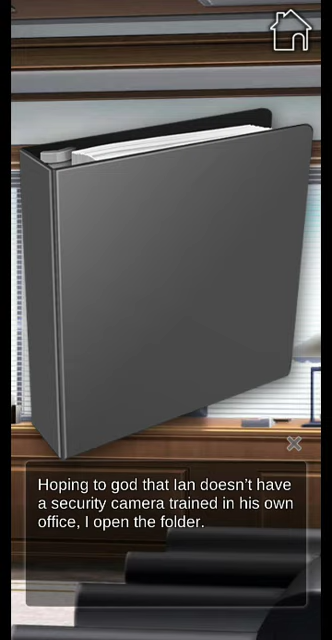 Hoping to god that Ian doesn't have
a security camera trained in his own
office, I open the folder.